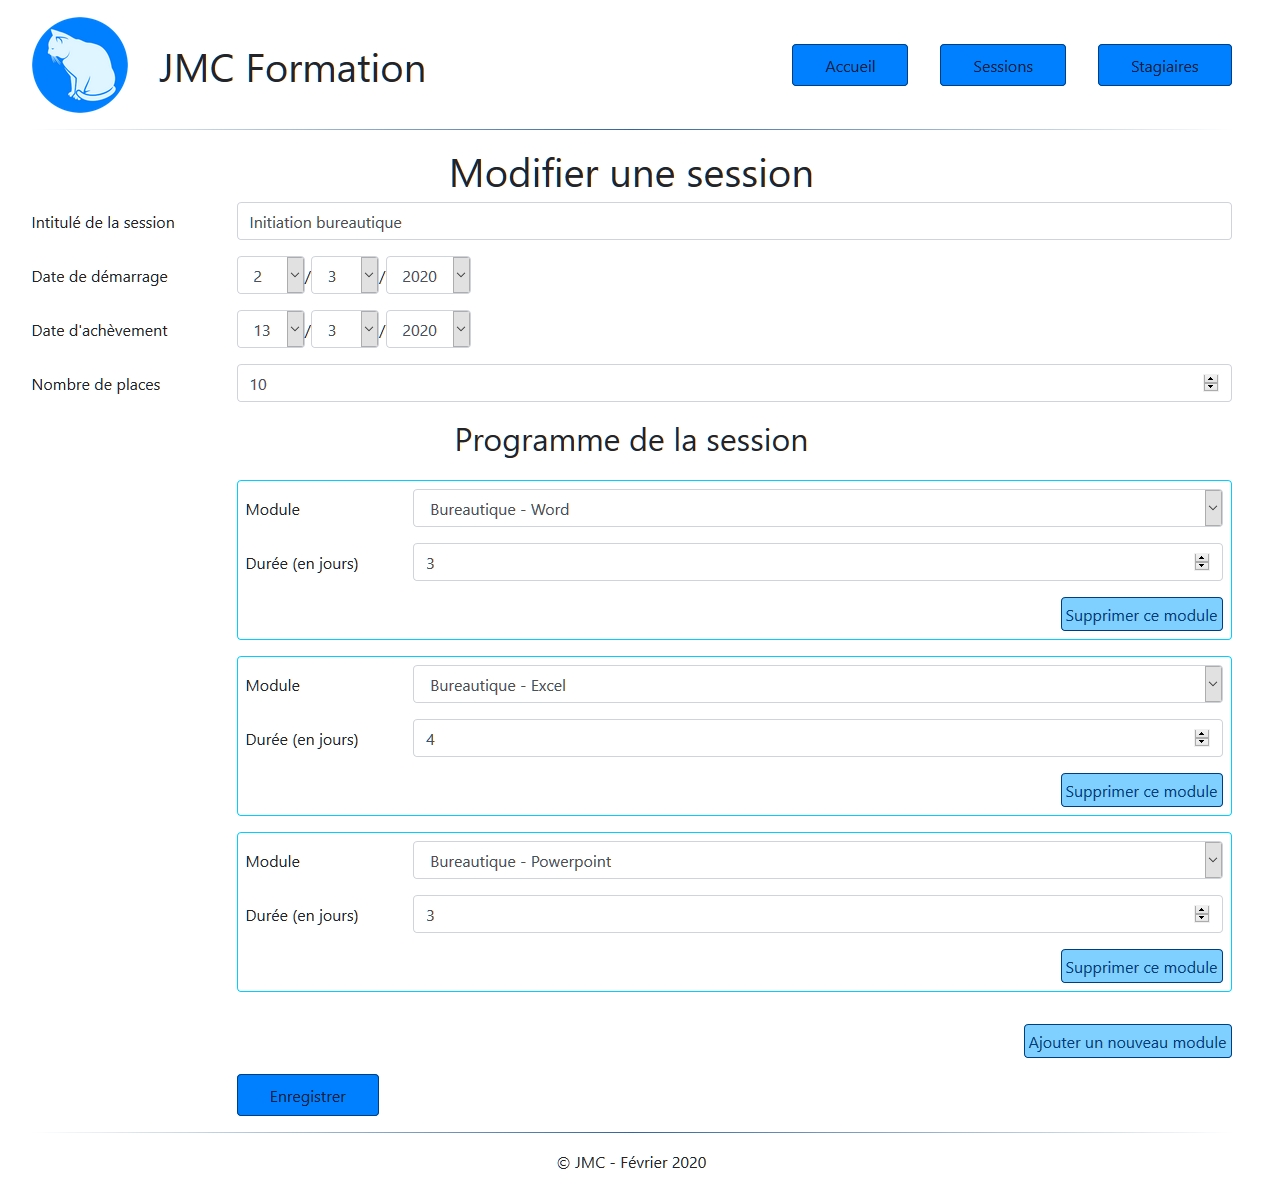 JMC Formation
Accueil
Sessions
Stagiaires
Modifier une session
Intitulé de la session
Initiation bureautique
Date de démarrage
2 / 3 / 2020
Date d'achèvement
13 / 3 / 2020
Nombre de places
10
Programme de la session
Module
Bureautique - Word
Durée (en jours)
3
Supprimer ce module
Module
Bureautique - Excel
Durée (en jours)
4
Supprimer ce module
Module
Bureautique - Powerpoint
Durée (en jours)
3
Supprimer ce module
Ajouter un nouveau module
Enregistrer
© JMC - Février 2020